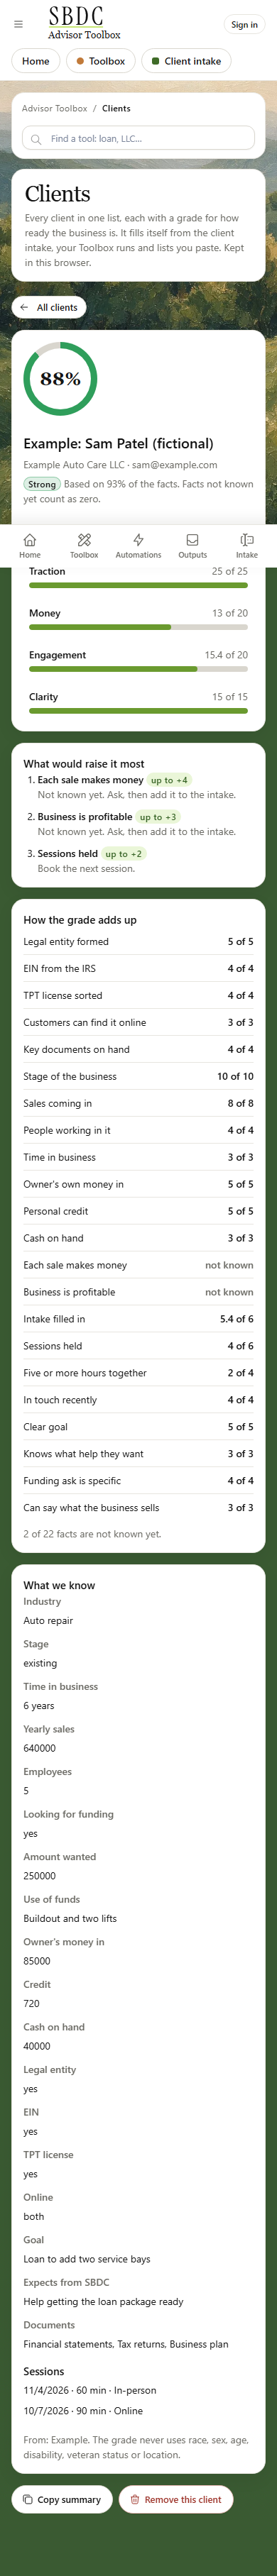 SBDC
Advisor Toolbox
Sign in
Home
Toolbox
Client intake
Advisor Toolbox / Clients
Find a tool: loan, LLC...
Clients
Every client in one list, each with a grade for how
ready the business is. It fills itself from the client
intake, your Toolbox runs and lists you paste. Kept
in this browser.
← All clients
88%
Example: Sam Patel (fictional)
Example Auto Care LLC · sam@example.com
Strong Based on 93% of the facts. Facts not known
yet count as zero.
Home
Toolbox
Automations
Outputs
Intake
Traction 25 of 25
Money 13 of 20
Engagement 15.4 of 20
Clarity 15 of 15
What would raise it most
1. Each sale makes money up to +4
Not known yet. Ask, then add it to the intake.
2. Business is profitable up to +3
Not known yet. Ask, then add it to the intake.
3. Sessions held up to +2
Book the next session.
How the grade adds up
Legal entity formed 5 of 5
EIN from the IRS 4 of 4
TPT license sorted 4 of 4
Customers can find it online 3 of 3
Key documents on hand 4 of 4
Stage of the business 10 of 10
Sales coming in 8 of 8
People working in it 4 of 4
Time in business 3 of 3
Owner's own money in 5 of 5
Personal credit 5 of 5
Cash on hand 3 of 3
Each sale makes money not known
Business is profitable not known
Intake filled in 5.4 of 6
Sessions held 4 of 6
Five or more hours together 2 of 4
In touch recently 4 of 4
Clear goal 5 of 5
Knows what help they want 3 of 3
Funding ask is specific 4 of 4
Can say what the business sells 3 of 3
2 of 22 facts are not known yet.
What we know
Industry
Auto repair
Stage
existing
Time in business
6 years
Yearly sales
640000
Employees
5
Looking for funding
yes
Amount wanted
250000
Use of funds
Buildout and two lifts
Owner's money in
85000
Credit
720
Cash on hand
40000
Legal entity
yes
EIN
yes
TPT license
yes
Online
both
Goal
Loan to add two service bays
Expects from SBDC
Help getting the loan package ready
Documents
Financial statements, Tax returns, Business plan
Sessions
11/4/2026 · 60 min · In-person
10/7/2026 · 90 min · Online
From: Example. The grade never uses race, sex, age,
disability, veteran status or location.
Copy summary
Remove this client